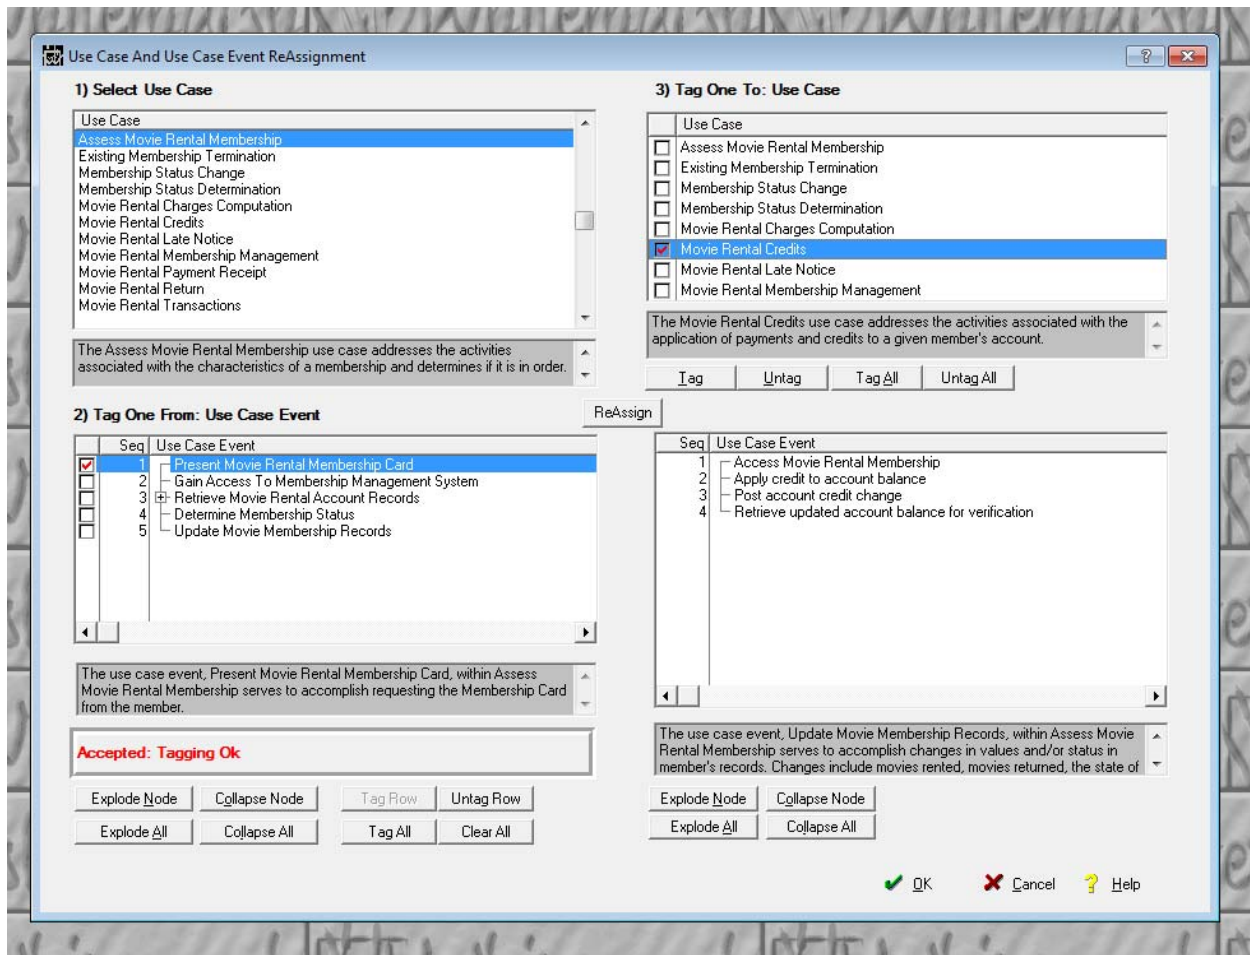 Use Case And Use Case Event ReAssignment
1) Select Use Case
Use Case
Assess Movie Rental Membership
Existing Membership Termination
Membership Status Change
Membership Status Determination
Movie Rental Charges Computation
Movie Rental Credits
Movie Rental Late Notice
Movie Rental Membership Management
Movie Rental Payment Receipt
Movie Rental Return
Movie Rental Transactions
The Assess Movie Rental Membership use case addresses the activities
associated with the characteristics of a membership and determines if it is in order.
3) Tag One To: Use Case
Use Case
Assess Movie Rental Membership
Existing Membership Termination
Membership Status Change
Membership Status Determination
Movie Rental Charges Computation
Movie Rental Credits
Movie Rental Late Notice
Movie Rental Membership Management
The Movie Rental Credits use case addresses the activities associated with the
application of payments and credits to a given member's account.
Tag Untag Tag All Untag All
2) Tag One From: Use Case Event
ReAssign
Seq Use Case Event
1 Present Movie Rental Membership Card
2 Gain Access To Membership Management System
3 Retrieve Movie Rental Account Records
4 Determine Membership Status
5 Update Movie Membership Records
The use case event, Present Movie Rental Membership Card, within Assess
Movie Rental Membership serves to accomplish requesting the Membership Card
from the member.
Accepted: Tagging Ok
Explode Node Collapse Node Tag Row Untag Row
Explode All Collapse All Tag All Clear All
Seq Use Case Event
1 Access Movie Rental Membership
2 Apply credit to account balance
3 Post account credit change
4 Retrieve updated account balance for verification
The use case event, Update Movie Membership Records, within Assess Movie
Rental Membership serves to accomplish changes in values and/or status in
member's records. Changes include movies rented, movies returned, the state of
Explode Node Collapse Node
Explode All Collapse All
OK Cancel ? Help